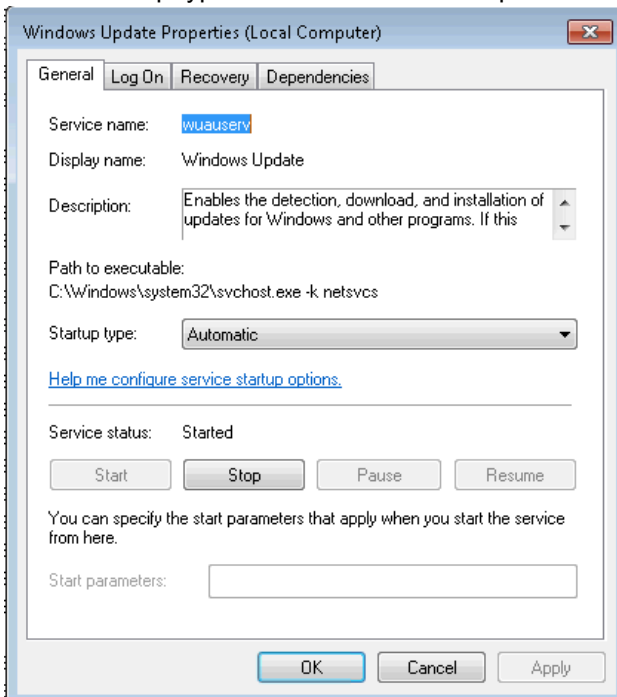 Windows Update Properties (Local Computer)
General Log On Recovery Dependencies
Service name: wuauserv
Display name: Windows Update
Description: Enables the detection, download, and installation of
updates for Windows and other programs. If this
Path to executable:
C:\Windows\system32\svchost.exe -k netsvcs
Startup type: Automatic
Help me configure service startup options.
Service status: Started
Start Stop Pause Resume
You can specify the start parameters that apply when you start the service
from here.
Start parameters:
OK Cancel Apply